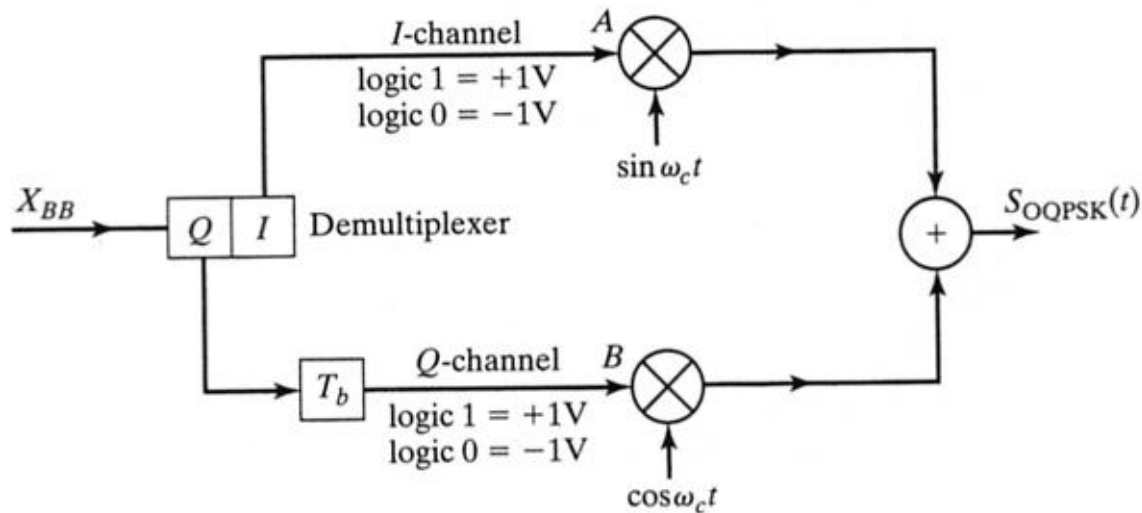 I-channel
A
logic 1 = +1V
logic 0 = −1V
sin ω_c t
X_BB
Q I Demultiplexer
+
S_OQPSK(t)
T_b
Q-channel
B
logic 1 = +1V
logic 0 = −1V
cos ω_c t